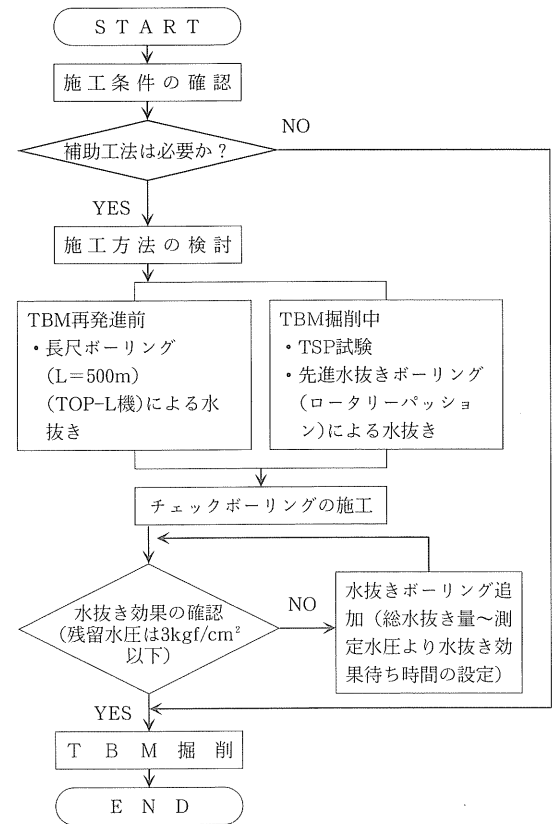 START
施工条件の確認
補助工法は必要か？
NO
YES
施工方法の検討
TBM再発進前
・長尺ボーリング
（L＝500m）
（TOP-L機）による水
抜き
TBM掘削中
・TSP試験
・先進水抜きボーリング
（ロータリーパッショ
ン）による水抜き
チェックボーリングの施工
水抜き効果の確認
（残留水圧は3kgf/cm²
以下）
NO
水抜きボーリング追
加（総水抜き量～測
定水圧より水抜き効
果待ち時間の設定）
YES
TBM掘削
END